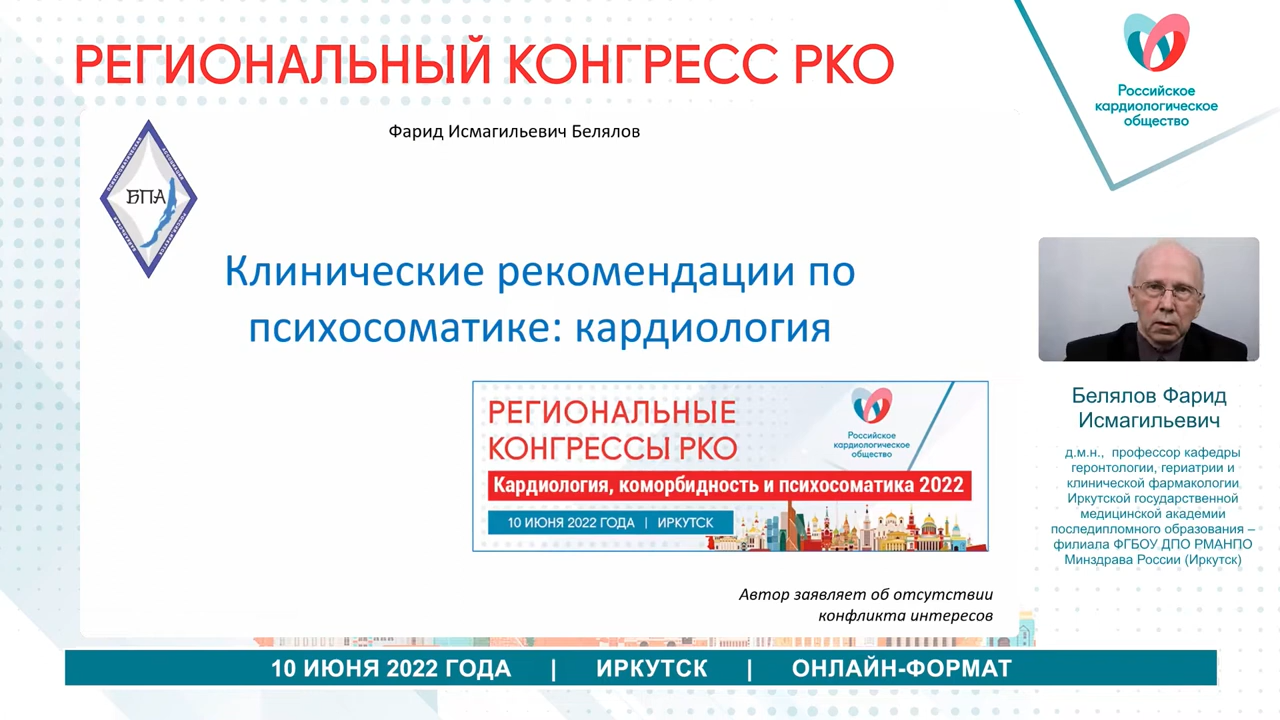 РЕГИОНАЛЬНЫЙ КОНГРЕСС РКО
Российское
кардиологическое
общество
Фарид Исмагильевич Белялов
БПА
Клинические рекомендации по
психосоматике: кардиология
РЕГИОНАЛЬНЫЕ
КОНГРЕССЫ РКО
Российское
кардиологическое
общество
Кардиология, коморбидность и психосоматика 2022
10 ИЮНЯ 2022 ГОДА | ИРКУТСК
Автор заявляет об отсутствии
конфликта интересов
Белялов Фарид
Исмагильевич
д.м.н., профессор кафедры
геронтологии, гериатрии и
клинической фармакологии
Иркутской государственной
медицинской академии
последипломного образования –
филиала ФГБОУ ДПО РМАНПО
Минздрава России (Иркутск)
10 ИЮНЯ 2022 ГОДА | ИРКУТСК | ОНЛАЙН-ФОРМАТ